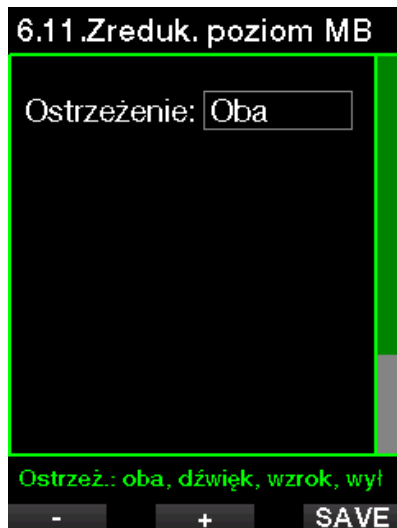 6.11.Zreduk. poziom MB
Ostrzeżenie: Oba
Ostrzeż.: oba, dźwięk, wzrok, wył
- + SAVE